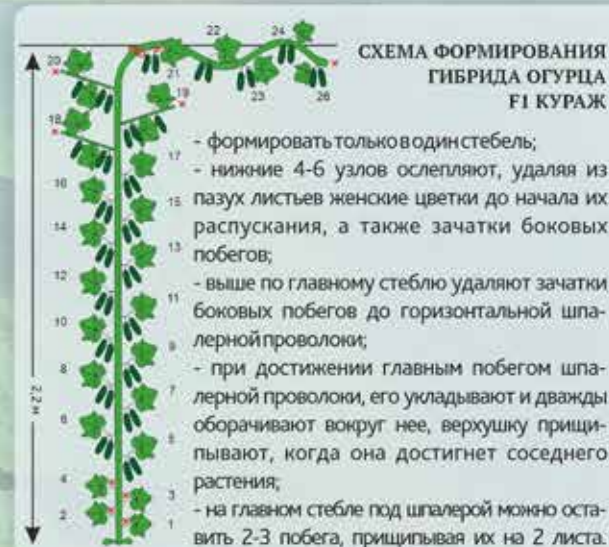 СХЕМА ФОРМИРОВАНИЯ
ГИБРИДА ОГУРЦА
F1 КУРАЖ
- формировать только в один стебель;
- нижние 4-6 узлов ослепляют, удаляя из
пазух листьев женские цветки до начала их
распускания, а также зачатки боковых
побегов;
- выше по главному стеблю удаляют зачатки
боковых побегов до горизонтальной шпа-
лерной проволоки;
- при достижении главным побегом шпа-
лерной проволоки, его укладывают и дважды
оборачивают вокруг нее, верхушку прищи-
пывают, когда она достигнет соседнего
растения;
- на главном стебле под шпалерой можно оста-
вить 2-3 побега, прищипывая их на 2 листа.
22
24
20
21
23
26
19
18
17
16
15
14
13
12
11
10
9
8
7
6
5
4
3
2
1
2,2 м